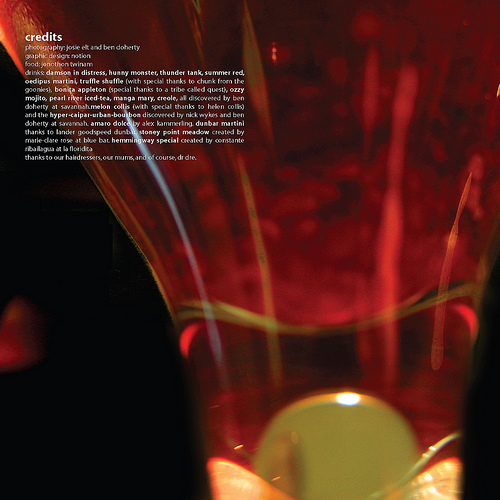 credits
photography: josie elt and ben doherty
graphic design: notion
food: jonothon twinam
drinks: damson in distress, hunny monster, thunder tank, summer red,
oedipus martini, truffle shuffle (with special thanks to chunk from the
goonies), bonita appleton (special thanks to a tribe called quest), ozzy
mojito, pearl river iced-tea, manga mary, creole, all discovered by ben
doherty at savannah.melon collis (with special thanks to helen collis)
and the hyper-caipar-urban-bourbon discovered by nick wykes and ben
doherty at savannah. amaro dolce by alex kammerling. dunbar martini
thanks to lander goodspeed dunbar. stoney point meadow created by
marie-clare rose at blue bar. hemmingway special created by constante
ribailagua at la floridita
thanks to our hairdressers, our mums, and of course, dr dre.